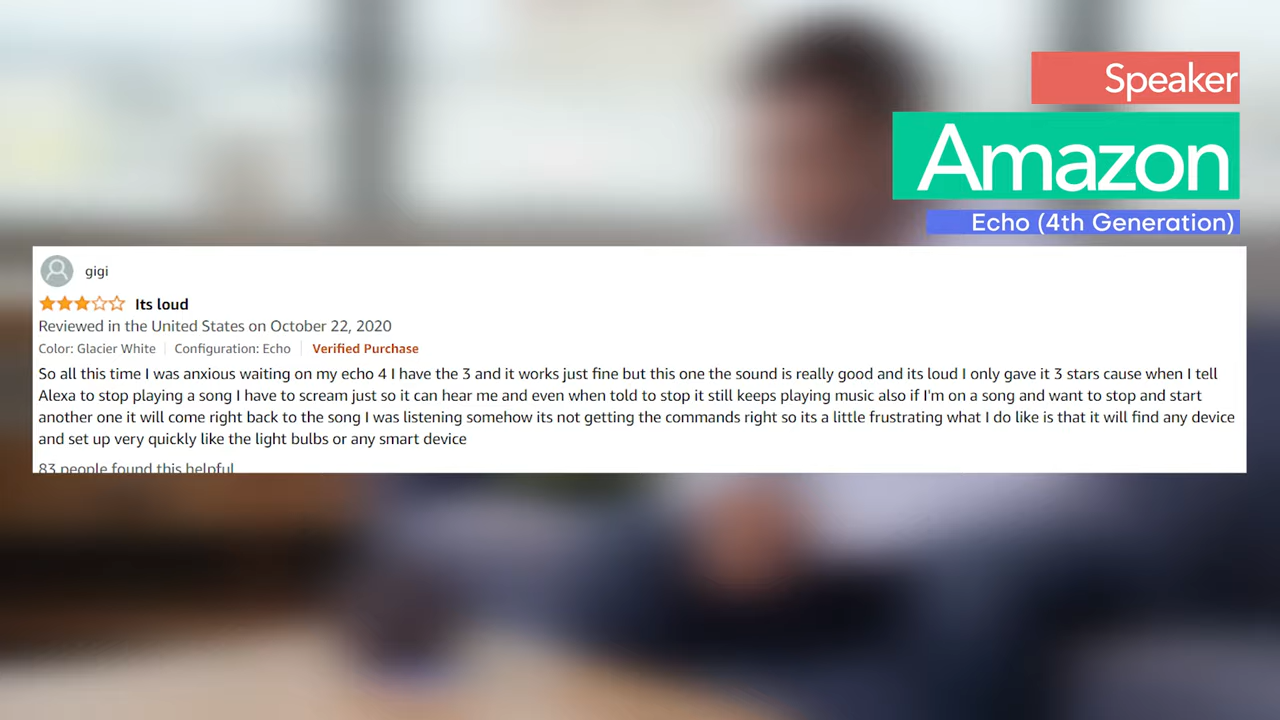 Speaker
Amazon
Echo (4th Generation)
gigi
Its loud
Reviewed in the United States on October 22, 2020
Color: Glacier White Configuration: Echo Verified Purchase
So all this time I was anxious waiting on my echo 4 I have the 3 and it works just fine but this one the sound is really good and its loud I only gave it 3 stars cause when I tell
Alexa to stop playing a song I have to scream just so it can hear me and even when told to stop it still keeps playing music also if I'm on a song and want to stop and start
another one it will come right back to the song I was listening somehow its not getting the commands right so its a little frustrating what I do like is that it will find any device
and set up very quickly like the light bulbs or any smart device
83 people found this helpful